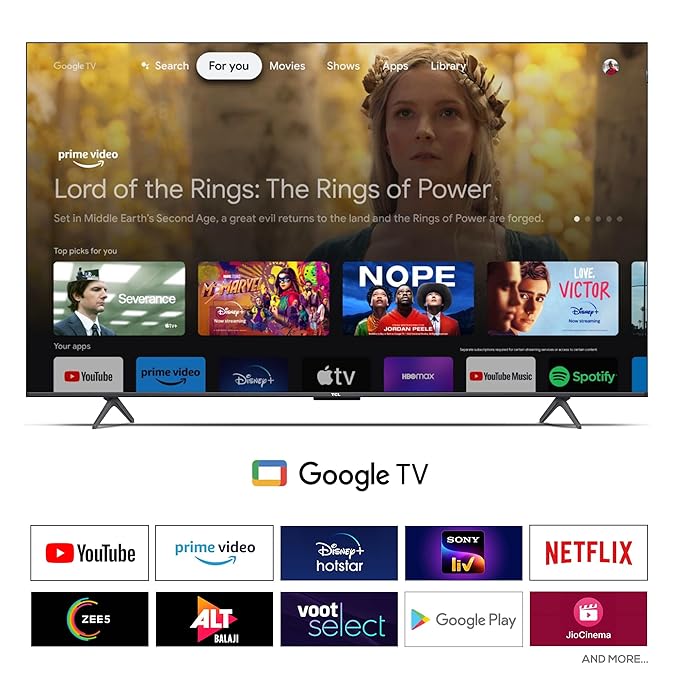 Google TV
Search
For you
Movies
Shows
Apps
Library
prime video
Lord of the Rings: The Rings of Power
Set in Middle Earth's Second Age, a great evil returns to the land and the Rings of Power are forged.
Top picks for you
Severance
tv+
MS. MARVEL
Disney+
Now streaming
NOPE
JORDAN PEELE
LOVE,
VICTOR
Disney+
Now streaming
Your apps
Separate subscriptions required for certain streaming services or access to certain content.
YouTube
prime video
Disney+
tv
HBOmax
YouTube Music
Spotify
TCL
Google TV
YouTube
prime video
Disney+
hotstar
SONY
liv
NETFLIX
ZEE5
ALT
BALAJI
voot
select
Google Play
JioCinema
AND MORE...